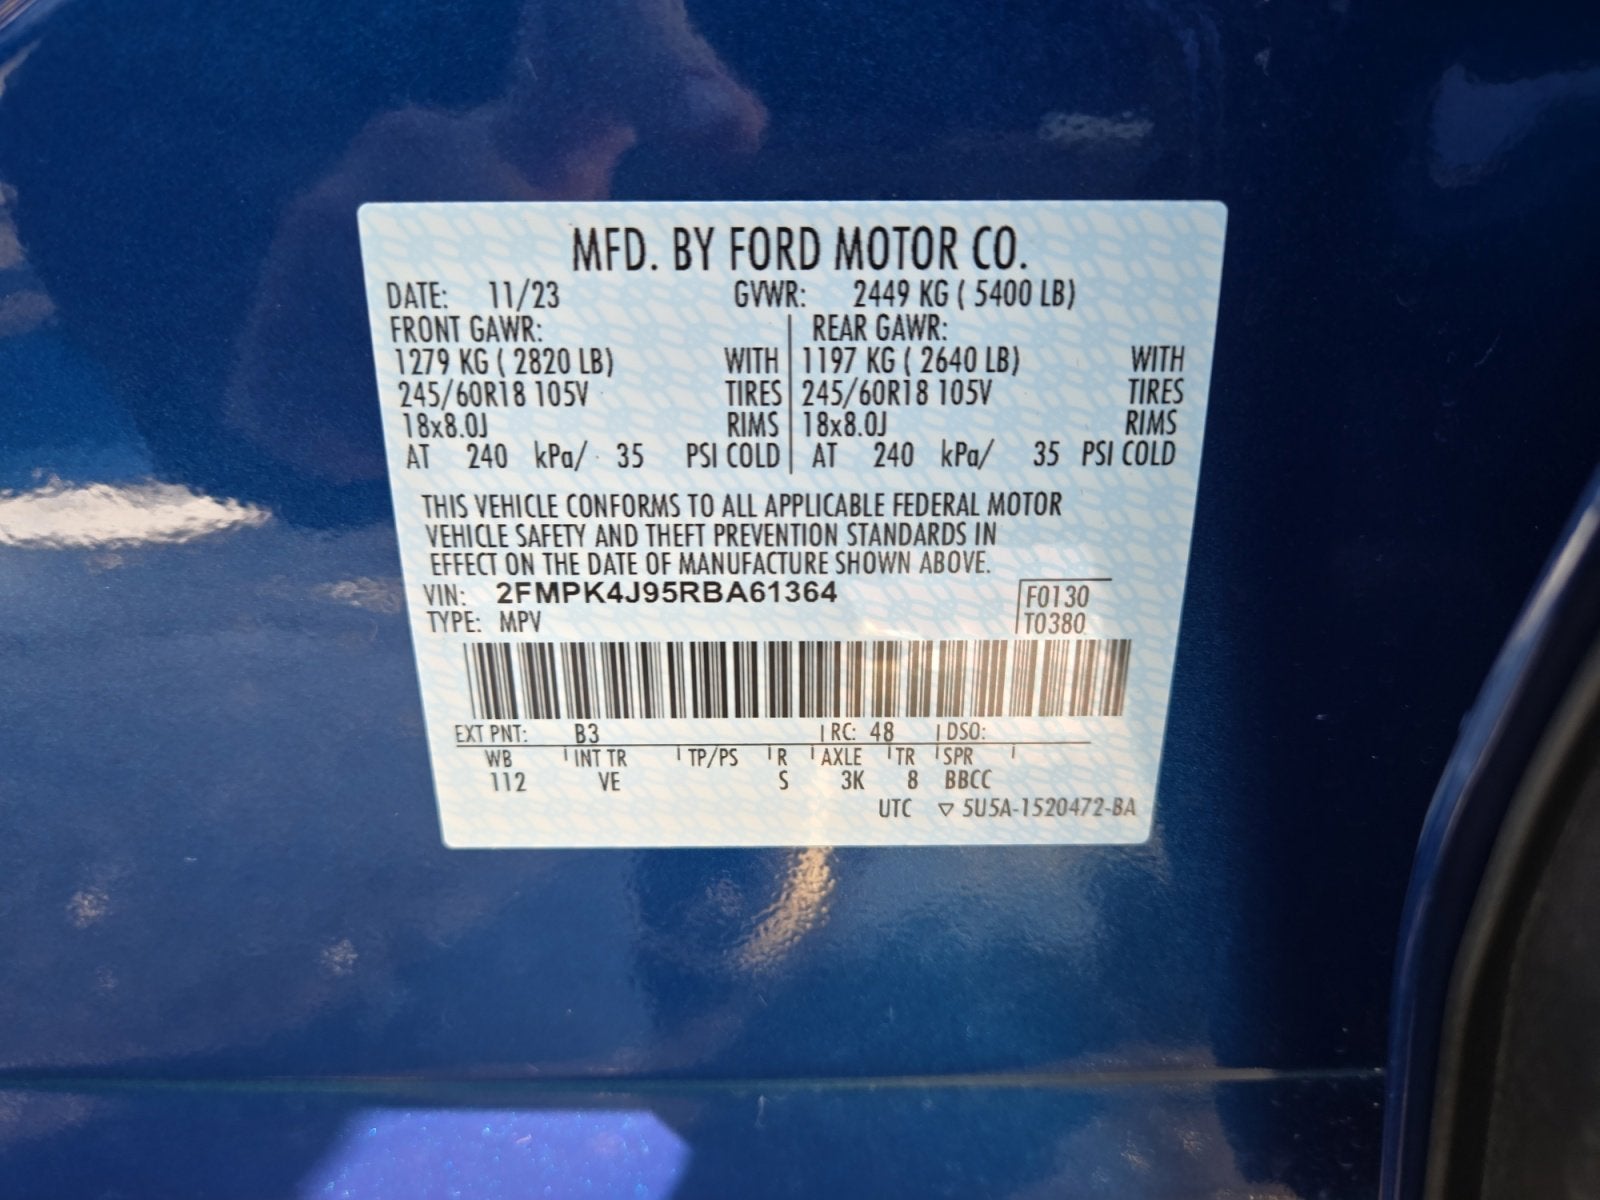 MFD. BY FORD MOTOR CO.
DATE: 11/23 GVWR: 2449 KG ( 5400 LB)
FRONT GAWR: REAR GAWR:
1279 KG ( 2820 LB) WITH 1197 KG ( 2640 LB) WITH
245/60R18 105V TIRES 245/60R18 105V TIRES
18x8.0J RIMS 18x8.0J RIMS
AT 240 kPa/ 35 PSI COLD AT 240 kPa/ 35 PSI COLD
THIS VEHICLE CONFORMS TO ALL APPLICABLE FEDERAL MOTOR
VEHICLE SAFETY AND THEFT PREVENTION STANDARDS IN
EFFECT ON THE DATE OF MANUFACTURE SHOWN ABOVE.
VIN: 2FMPK4J95RBA61364 F0130
TYPE: MPV T0380
EXT PNT: B3 RC: 48 DSO:
WB INT TR TP/PS R AXLE TR SPR
112 VE S 3K 8 BBCC
UTC ▽ 5U5A-1520472-BA